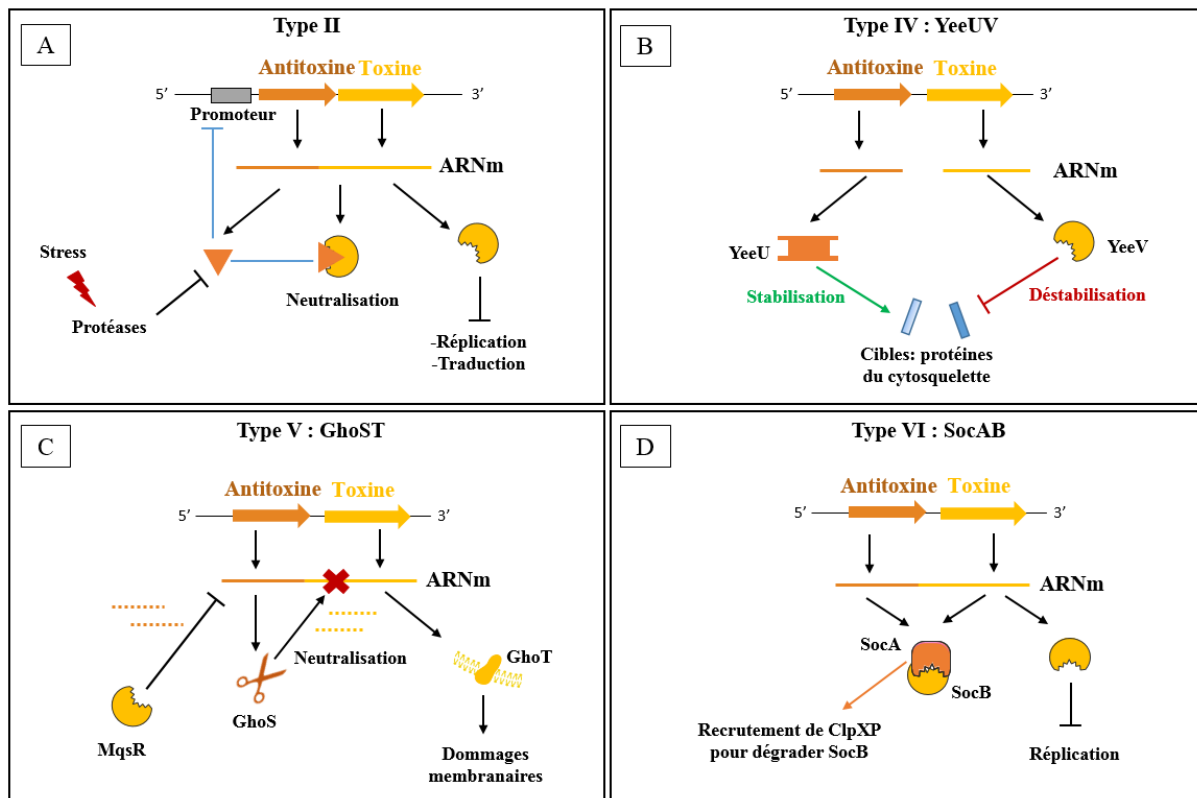 A
Type II
Antitoxine Toxine
5’
3’
Promoteur
ARNm
Stress
Neutralisation
Protéases
-Réplication
-Traduction
B
Type IV : YeeUV
Antitoxine Toxine
5’
3’
ARNm
YeeU
YeeV
Stabilisation
Déstabilisation
Cibles: protéines
du cytosquelette
C
Type V : GhoST
Antitoxine Toxine
5’
3’
ARNm
Neutralisation
GhoT
GhoS
MqsR
Dommages
membranaires
D
Type VI : SocAB
Antitoxine Toxine
5’
3’
ARNm
SocA
SocB
Recrutement de ClpXP
pour dégrader SocB
Réplication